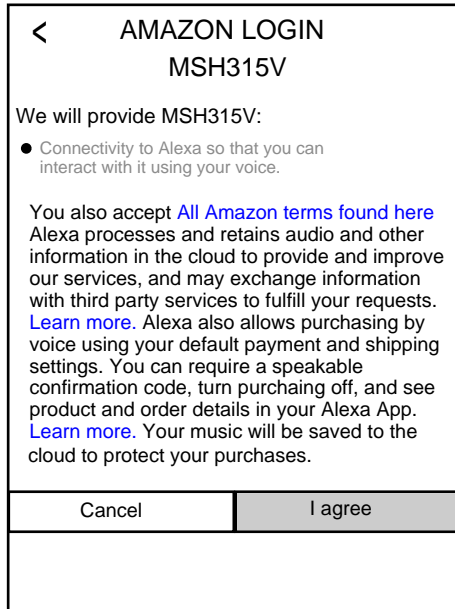 < AMAZON LOGIN
MSH315V
We will provide MSH315V:
● Connectivity to Alexa so that you can
interact with it using your voice.
You also accept All Amazon terms found here
Alexa processes and retains audio and other
information in the cloud to provide and improve
our services, and may exchange information
with third party services to fulfill your requests.
Learn more. Alexa also allows purchasing by
voice using your default payment and shipping
settings. You can require a speakable
confirmation code, turn purchaing off, and see
product and order details in your Alexa App.
Learn more. Your music will be saved to the
cloud to protect your purchases.
Cancel I agree